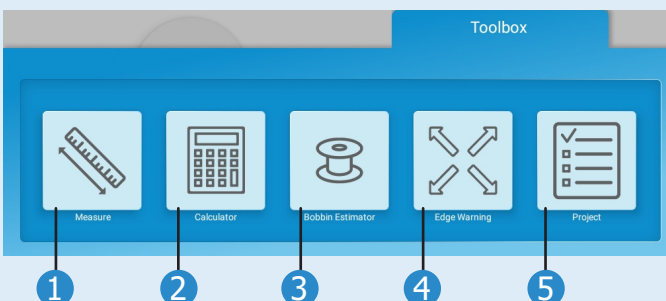 Toolbox
Measure Calculator Bobbin Estimator Edge Warning Project
1 2 3 4 5